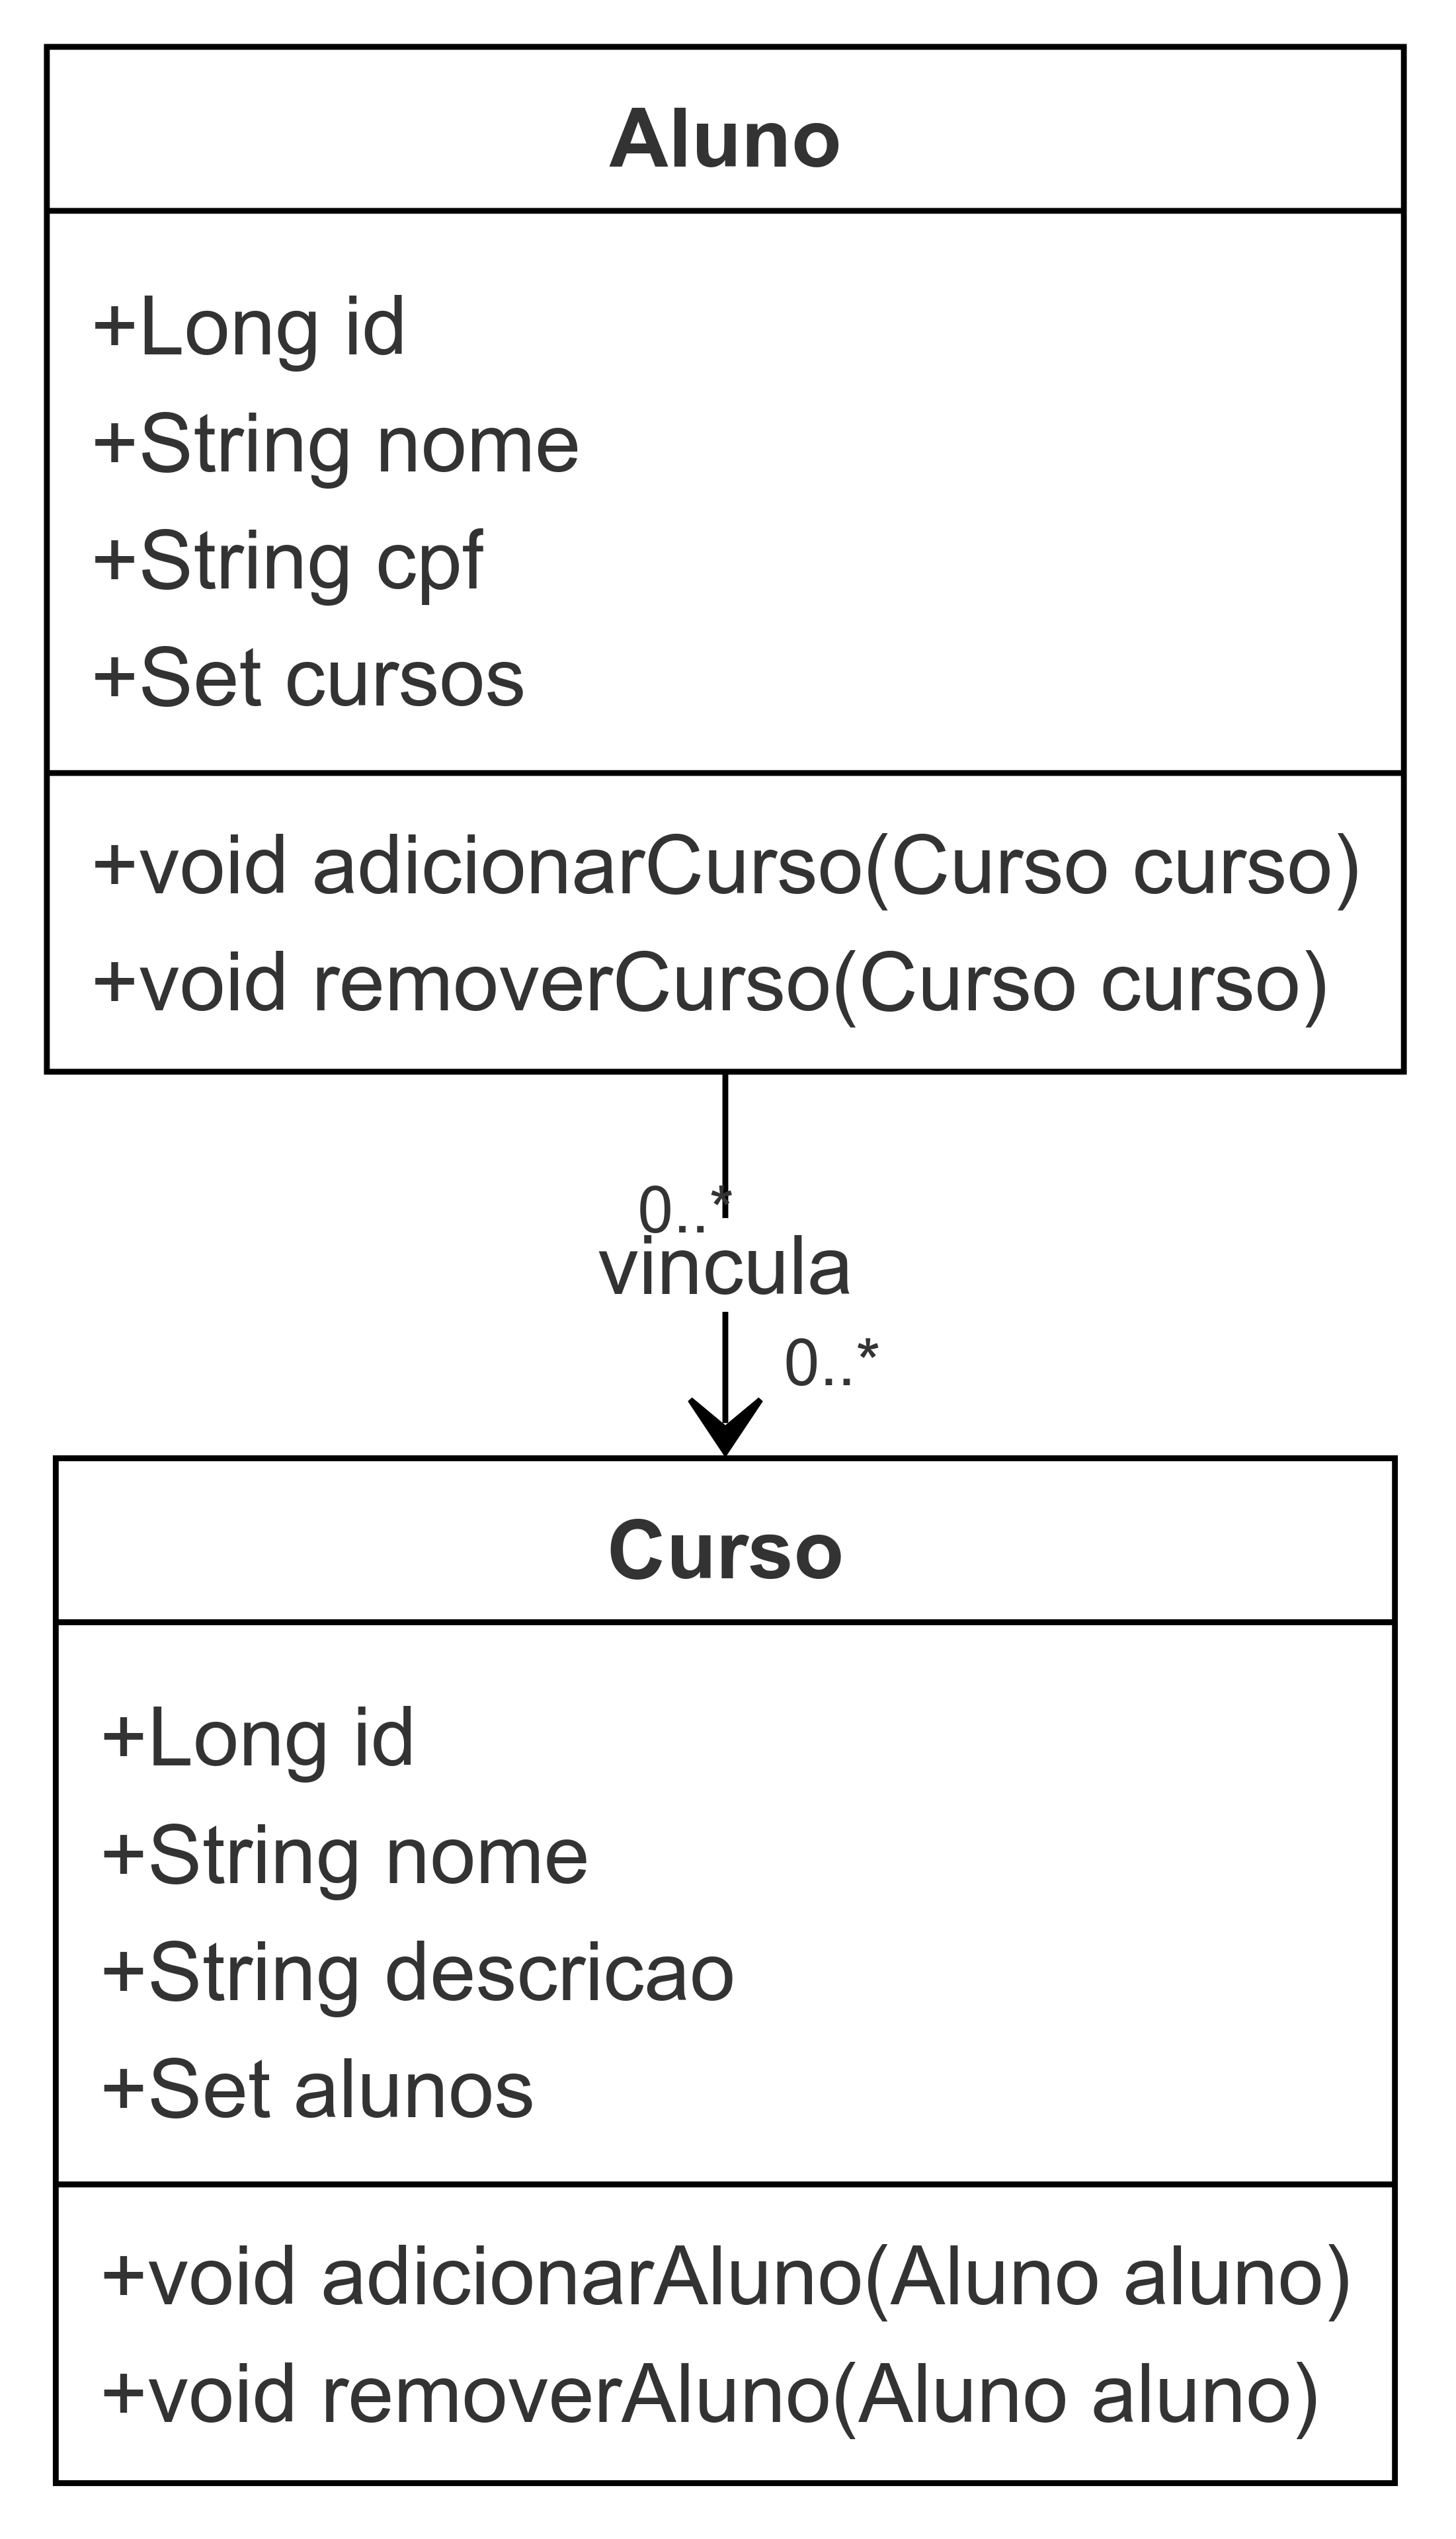 Aluno
+Long id
+String nome
+String cpf
+Set cursos
+void adicionarCurso(Curso curso)
+void removerCurso(Curso curso)
0..*
vincula
0..*
Curso
+Long id
+String nome
+String descricao
+Set alunos
+void adicionarAluno(Aluno aluno)
+void removerAluno(Aluno aluno)